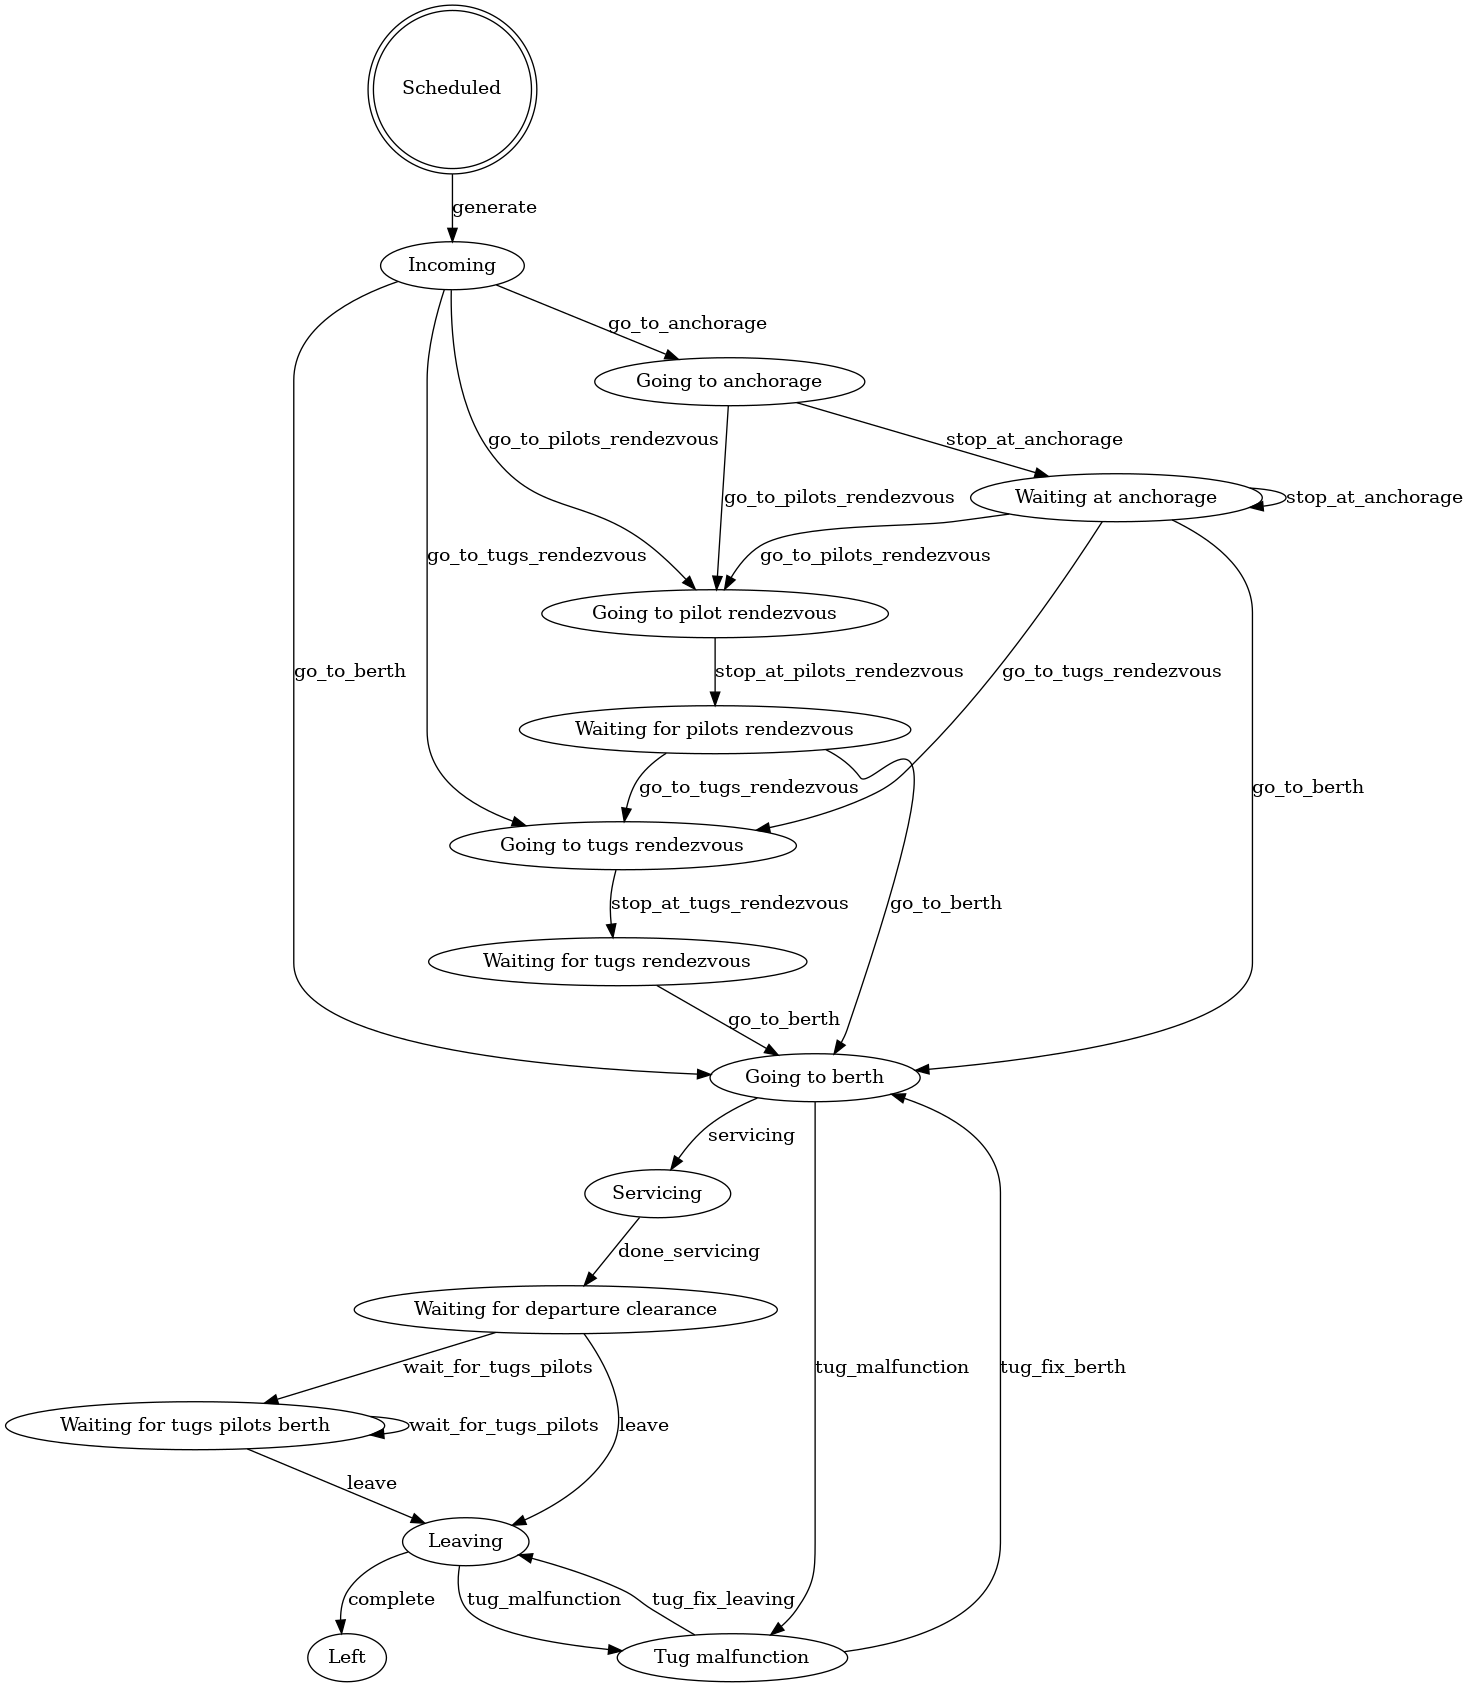 Scheduled
generate
Incoming
go_to_anchorage
Going to anchorage
go_to_pilots_rendezvous
stop_at_anchorage
go_to_pilots_rendezvous
Waiting at anchorage
stop_at_anchorage
go_to_tugs_rendezvous
go_to_pilots_rendezvous
Going to pilot rendezvous
go_to_berth
stop_at_pilots_rendezvous
go_to_tugs_rendezvous
Waiting for pilots rendezvous
go_to_tugs_rendezvous
go_to_berth
Going to tugs rendezvous
stop_at_tugs_rendezvous
go_to_berth
Waiting for tugs rendezvous
go_to_berth
Going to berth
servicing
Servicing
done_servicing
Waiting for departure clearance
wait_for_tugs_pilots
tug_malfunction
tug_fix_berth
Waiting for tugs pilots berth
wait_for_tugs_pilots
leave
leave
Leaving
complete
tug_malfunction
tug_fix_leaving
Left
Tug malfunction